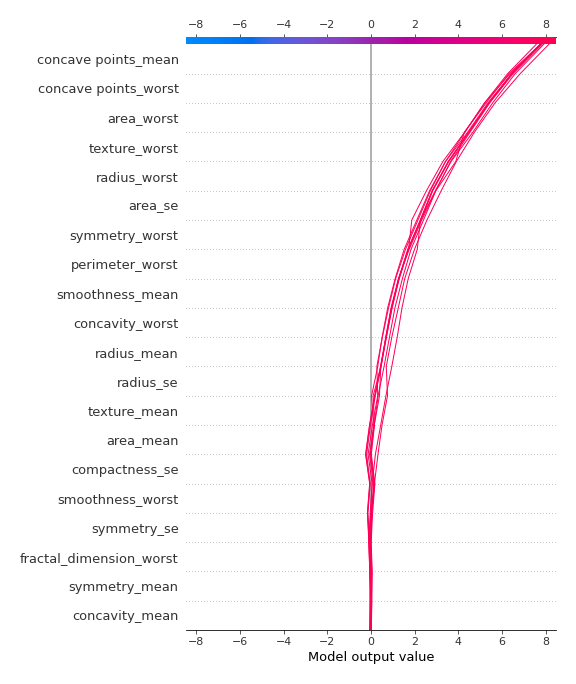 −8 −6 −4 −2 0 2 4 6 8
concave points_mean
concave points_worst
area_worst
texture_worst
radius_worst
area_se
symmetry_worst
perimeter_worst
smoothness_mean
concavity_worst
radius_mean
radius_se
texture_mean
area_mean
compactness_se
smoothness_worst
symmetry_se
fractal_dimension_worst
symmetry_mean
concavity_mean
−8 −6 −4 −2 0 2 4 6 8
Model output value